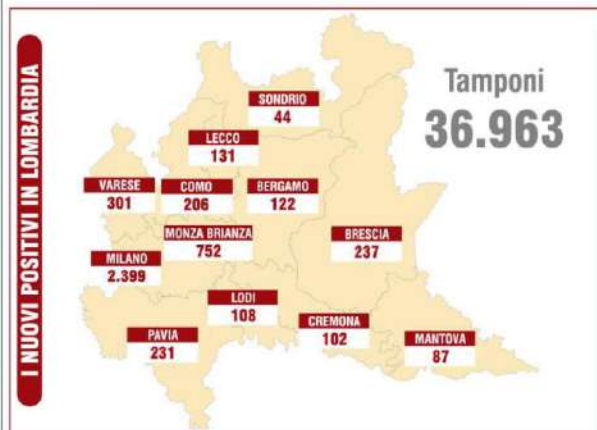 I NUOVI POSITIVI IN LOMBARDIA
Tamponi
36.963
SONDRIO
44
LECCO
131
VARESE
301
COMO
206
BERGAMO
122
MONZA BRIANZA
752
BRESCIA
237
MILANO
2.399
LODI
108
CREMONA
102
PAVIA
231
MANTOVA
87